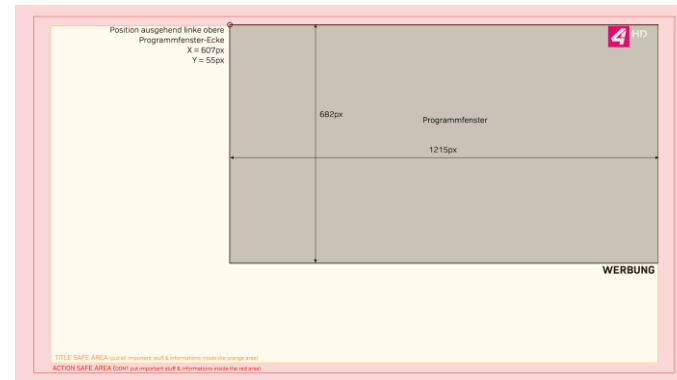 Position ausgehend linke obere
Programmfenster-Ecke
X = 607px
Y = 55px
4 HD
682px
Programmfenster
1215px
WERBUNG
TITLE SAFE AREA (put all important stuff & informations inside the orange area)
ACTION SAFE AREA (DONT put important stuff & informations inside the red area)